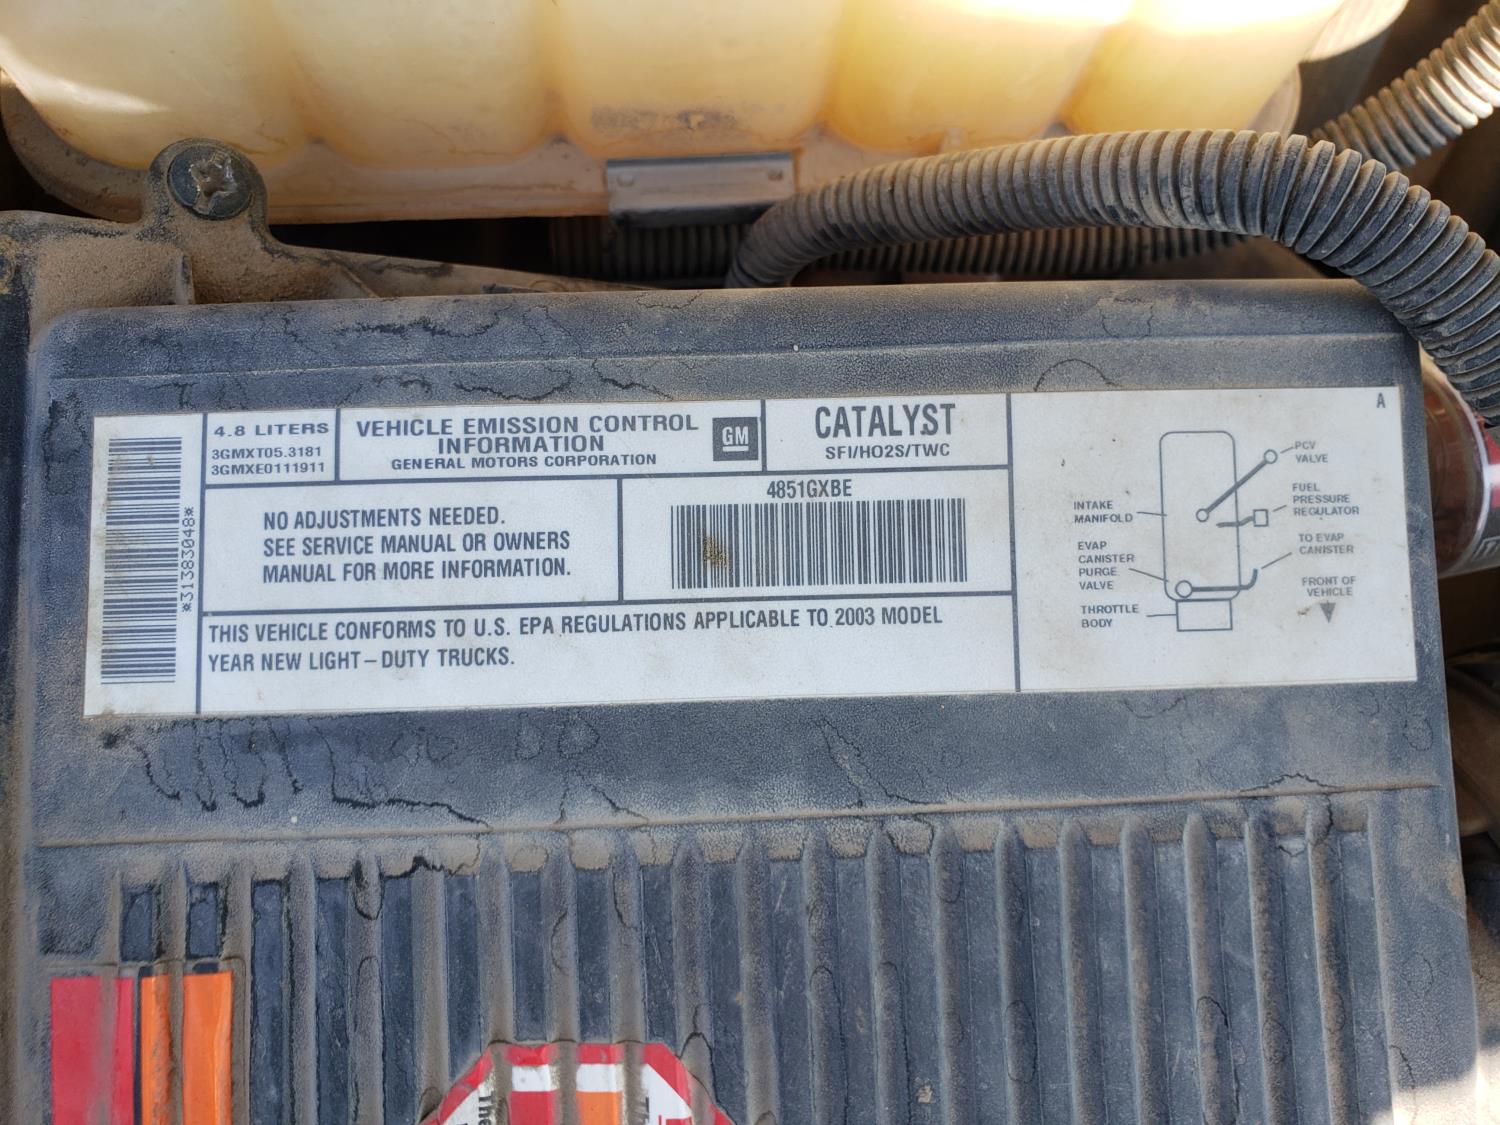 4.8 LITERS
3GMXT05.3181
3GMXE0111911
VEHICLE EMISSION CONTROL
INFORMATION
GENERAL MOTORS CORPORATION
GM
CATALYST
SFI/HO2S/TWC
A
*31383048*
NO ADJUSTMENTS NEEDED.
SEE SERVICE MANUAL OR OWNERS
MANUAL FOR MORE INFORMATION.
4851GXBE
THIS VEHICLE CONFORMS TO U.S. EPA REGULATIONS APPLICABLE TO 2003 MODEL
YEAR NEW LIGHT-DUTY TRUCKS.
PCV
VALVE
INTAKE
MANIFOLD
FUEL
PRESSURE
REGULATOR
EVAP
CANISTER
PURGE
VALVE
TO EVAP
CANISTER
THROTTLE
BODY
FRONT OF
VEHICLE
The